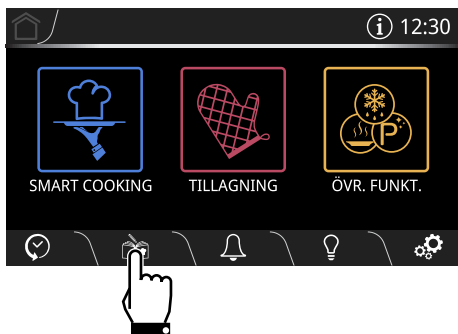 12:30
SMART COOKING
TILLAGNING
ÖVR. FUNKT.
P